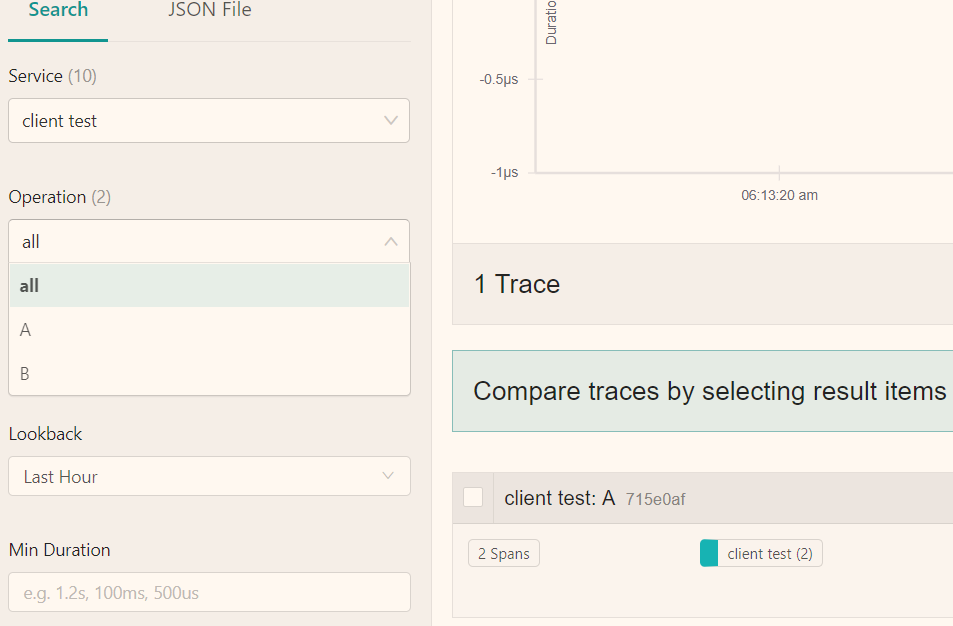 Search JSON File
Service (10)
client test
Operation (2)
all
all
A
B
Lookback
Last Hour
Min Duration
e.g. 1.2s, 100ms, 500us
-0.5μs
-1μs
06:13:20 am
1 Trace
Compare traces by selecting result items
client test: A 715e0af
2 Spans client test (2)